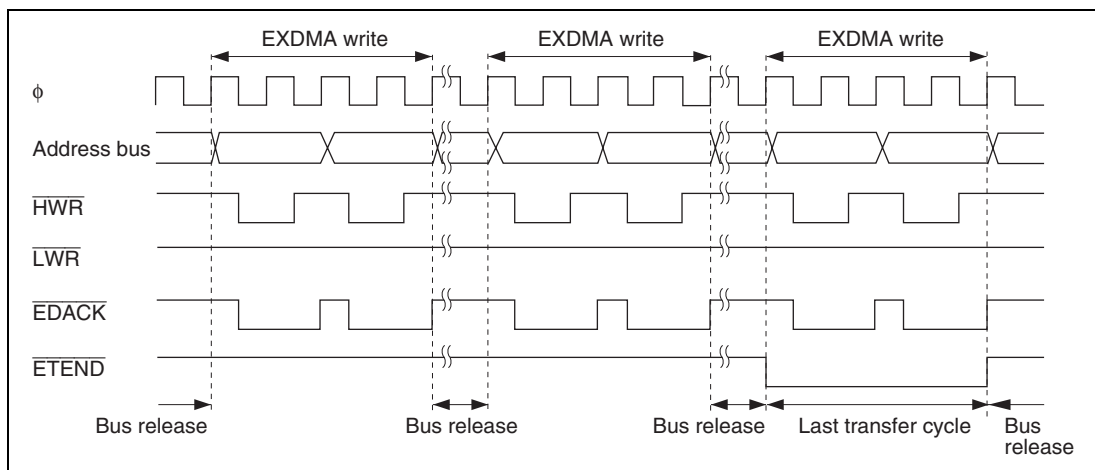 EXDMA write EXDMA write EXDMA write
φ
Address bus
HWR
LWR
EDACK
ETEND
Bus release Bus release Bus release Last transfer cycle Bus
release